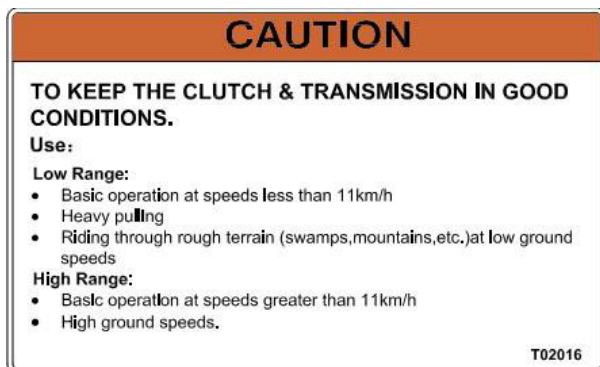 CAUTION
TO KEEP THE CLUTCH & TRANSMISSION IN GOOD
CONDITIONS.
Use:
Low Range:
• Basic operation at speeds less than 11km/h
• Heavy pulling
• Riding through rough terrain (swamps,mountains,etc.)at low ground
speeds
High Range:
• Basic operation at speeds greater than 11km/h
• High ground speeds.
T02016